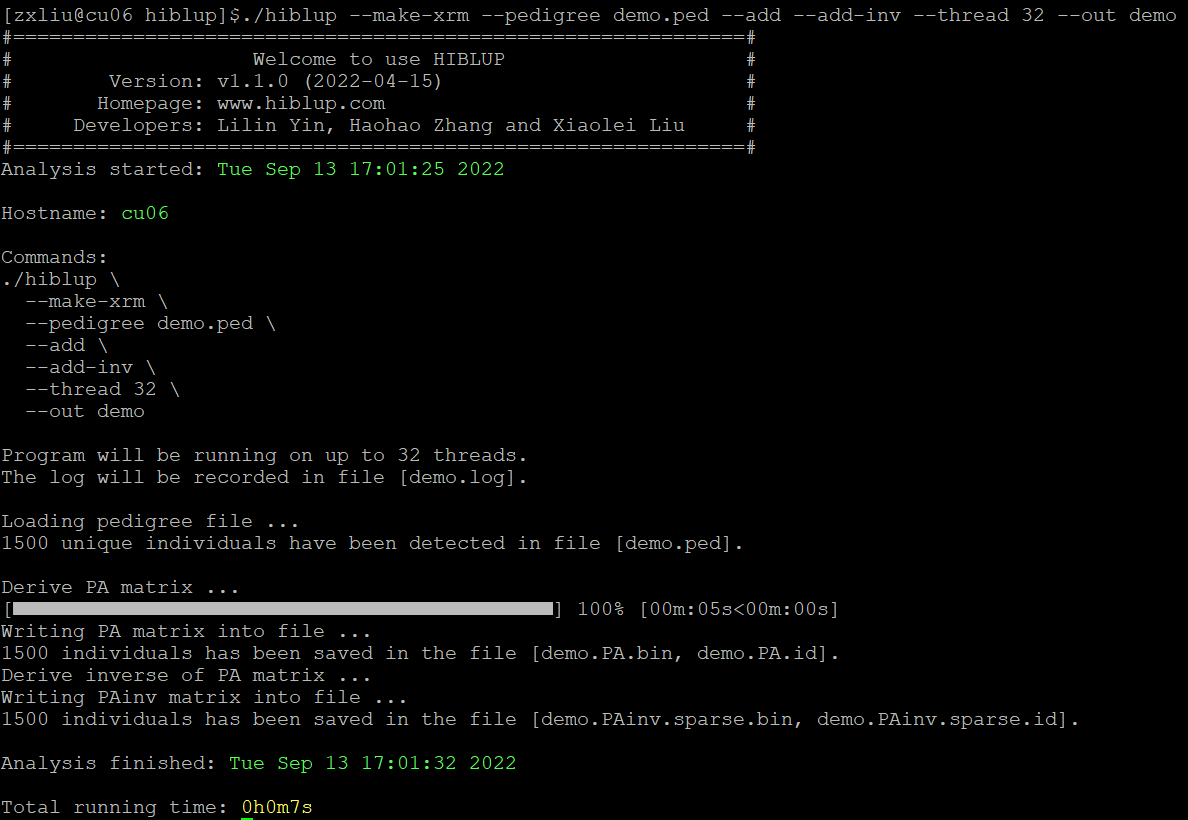 [zxliu@cu06 hiblup]$./hiblup --make-xrm --pedigree demo.ped --add --add-inv --thread 32 --out demo
#=============================================================#
#                    Welcome to use HIBLUP                    #
#        Version: v1.1.0 (2022-04-15)                         #
#       Homepage: www.hiblup.com                              #
#     Developers: Lilin Yin, Haohao Zhang and Xiaolei Liu     #
#=============================================================#
Analysis started: Tue Sep 13 17:01:25 2022
Hostname: cu06
Commands:
./hiblup \
  --make-xrm \
  --pedigree demo.ped \
  --add \
  --add-inv \
  --thread 32 \
  --out demo
Program will be running on up to 32 threads.
The log will be recorded in file [demo.log].
Loading pedigree file ...
1500 unique individuals have been detected in file [demo.ped].
Derive PA matrix ...
[                                             ] 100% [00m:05s<00m:00s]
Writing PA matrix into file ...
1500 individuals has been saved in the file [demo.PA.bin, demo.PA.id].
Derive inverse of PA matrix ...
Writing PAinv matrix into file ...
1500 individuals has been saved in the file [demo.PAinv.sparse.bin, demo.PAinv.sparse.id].
Analysis finished: Tue Sep 13 17:01:32 2022
Total running time: 0h0m7s